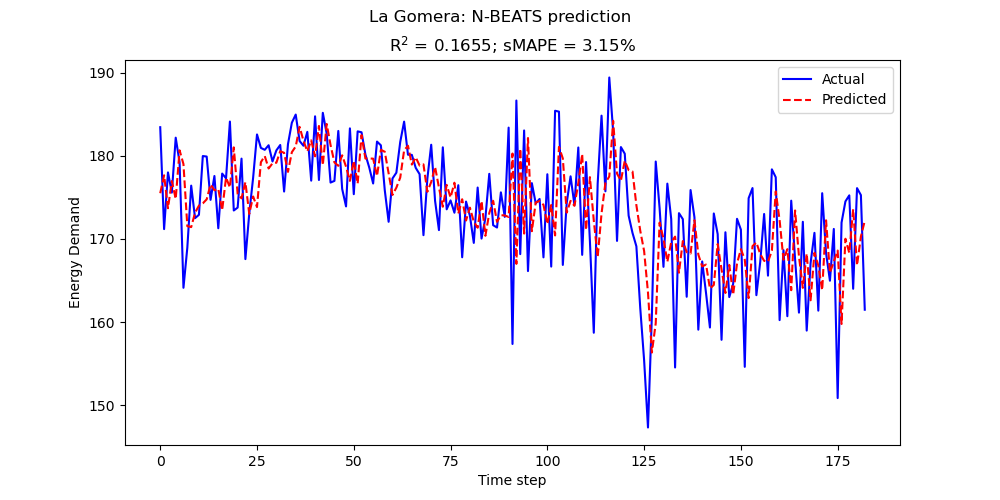 La Gomera: N-BEATS prediction
R² = 0.1655; sMAPE = 3.15%
Actual
Predicted
190
180
170
160
150
Energy Demand
0 25 50 75 100 125 150 175
Time step